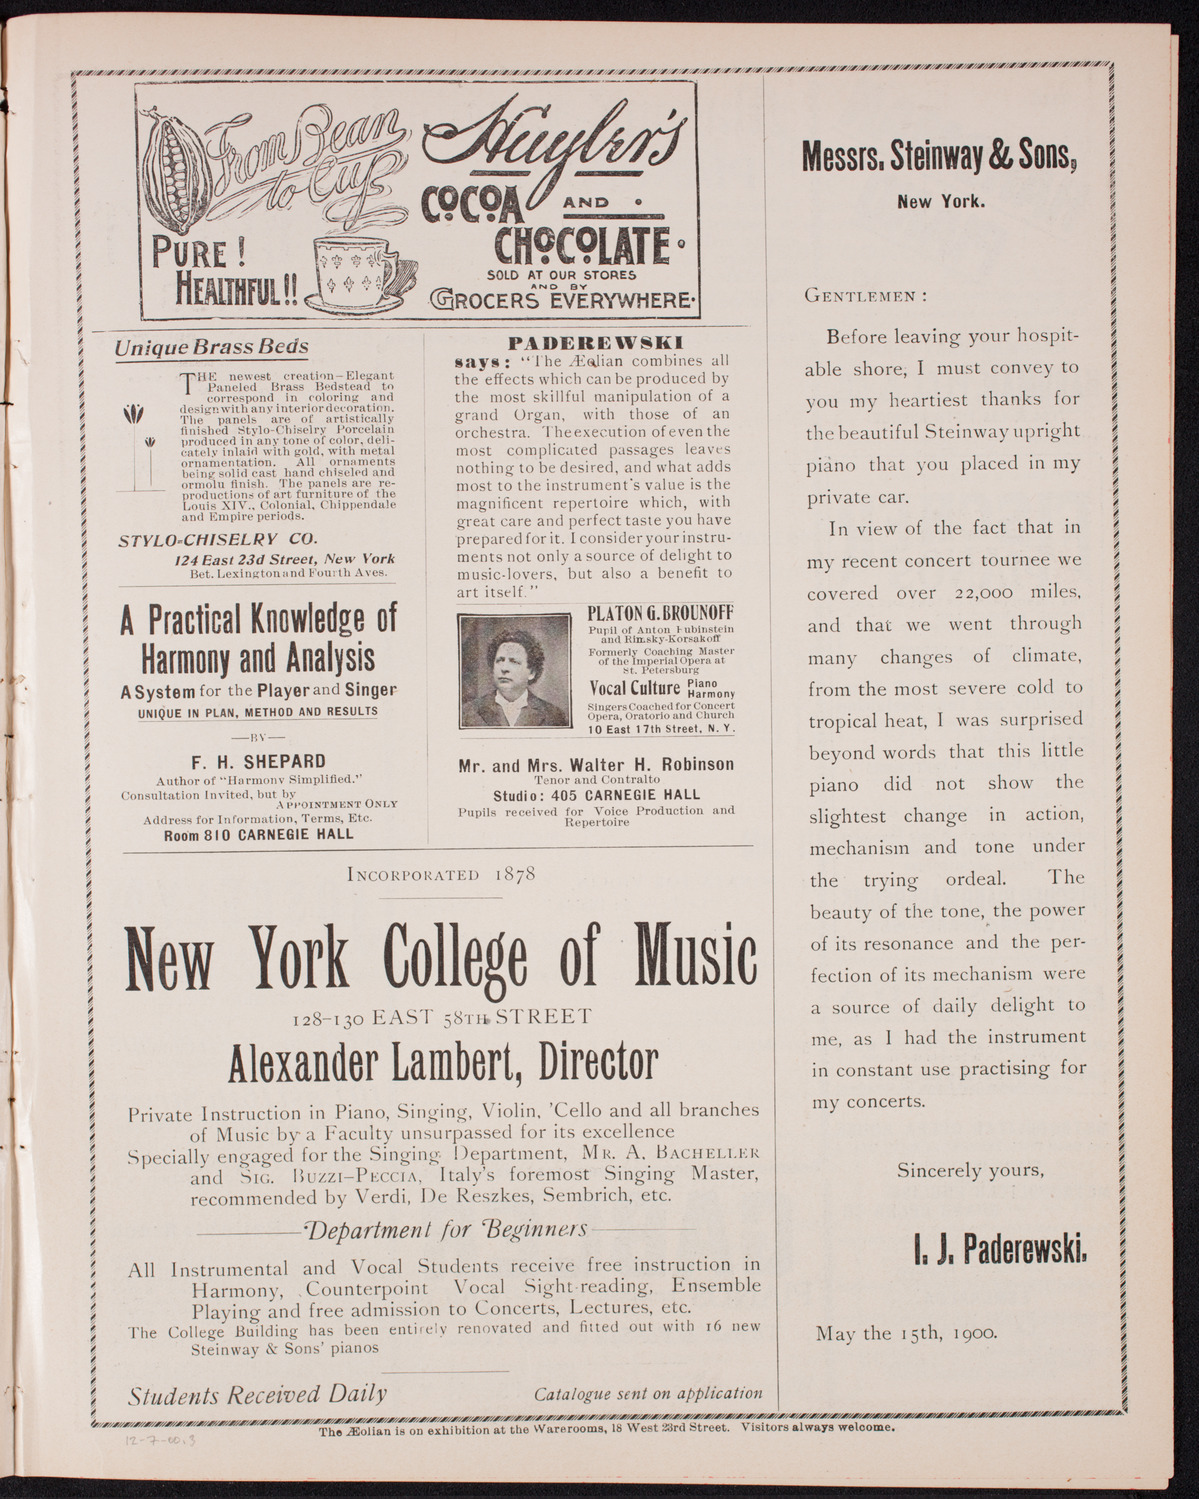 From Bean
to Cup
Huyler's
COCOA AND
CHOCOLATE.
PURE!
HEALTHFUL!!
SOLD AT OUR STORES
AND BY
GROCERS EVERYWHERE.
Unique Brass Beds
THE newest creation—Elegant
Paneled Brass Bedstead to
correspond in coloring and
design with any interior decoration.
The panels are of artistically
finished Stylo-Chiselry Porcelain
produced in any tone of color, deli-
cately inlaid with gold, with metal
ornamentation. All ornaments
being solid cast hand chiseled and
ormolu finish. The panels are re-
productions of art furniture of the
Louis XIV., Colonial, Chippendale
and Empire periods.
STYLO-CHISELRY CO.
124 East 23d Street, New York
Bet. Lexington and Fourth Aves.
A Practical Knowledge of
Harmony and Analysis
A System for the Player and Singer
UNIQUE IN PLAN, METHOD AND RESULTS
—BY—
F. H. SHEPARD
Author of "Harmony Simplified."
Consultation Invited, but by
APPOINTMENT ONLY
Address for Information, Terms, Etc.
Room 810 CARNEGIE HALL
PADEREWSKI
says: "The Æolian combines all
the effects which can be produced by
the most skillful manipulation of a
grand Organ, with those of an
orchestra. The execution of even the
most complicated passages leaves
nothing to be desired, and what adds
most to the instrument's value is the
magnificent repertoire which, with
great care and perfect taste you have
prepared for it. I consider your instru-
ments not only a source of delight to
music-lovers, but also a benefit to
art itself."
PLATON G. BROUNOFF
Pupil of Anton Rubinstein
and Rimsky-Korsakoff
Formerly Coaching Master
of the Imperial Opera at
St. Petersburg
Vocal Culture Piano
Harmony
Singers Coached for Concert
Opera, Oratorio and Church
10 East 17th Street, N. Y.
Mr. and Mrs. Walter H. Robinson
Tenor and Contralto
Studio: 405 CARNEGIE HALL
Pupils received for Voice Production and
Repertoire
INCORPORATED 1878
New York College of Music
128-130 EAST 58TH STREET
Alexander Lambert, Director
Private Instruction in Piano, Singing, Violin, 'Cello and all branches
of Music by a Faculty unsurpassed for its excellence
Specially engaged for the Singing Department, MR. A. BACHELLER
and SIG. BUZZI-PECCIA, Italy's foremost Singing Master,
recommended by Verdi, De Reszkes, Sembrich, etc.
Department for Beginners
All Instrumental and Vocal Students receive free instruction in
Harmony, Counterpoint Vocal Sight-reading, Ensemble
Playing and free admission to Concerts, Lectures, etc.
The College Building has been entirely renovated and fitted out with 16 new
Steinway & Sons' pianos
Students Received Daily
Catalogue sent on application
Messrs. Steinway & Sons,
New York.
GENTLEMEN:
Before leaving your hospit-
able shore, I must convey to
you my heartiest thanks for
the beautiful Steinway upright
piano that you placed in my
private car.
In view of the fact that in
my recent concert tournee we
covered over 22,000 miles,
and that we went through
many changes of climate,
from the most severe cold to
tropical heat, I was surprised
beyond words that this little
piano did not show the
slightest change in action,
mechanism and tone under
the trying ordeal. The
beauty of the tone, the power
of its resonance and the per-
fection of its mechanism were
a source of daily delight to
me, as I had the instrument
in constant use practising for
my concerts.
Sincerely yours,
I. J. Paderewski.
May the 15th, 1900.
The Æolian is on exhibition at the Warerooms, 18 West 23rd Street. Visitors always welcome.
12-7-00.3